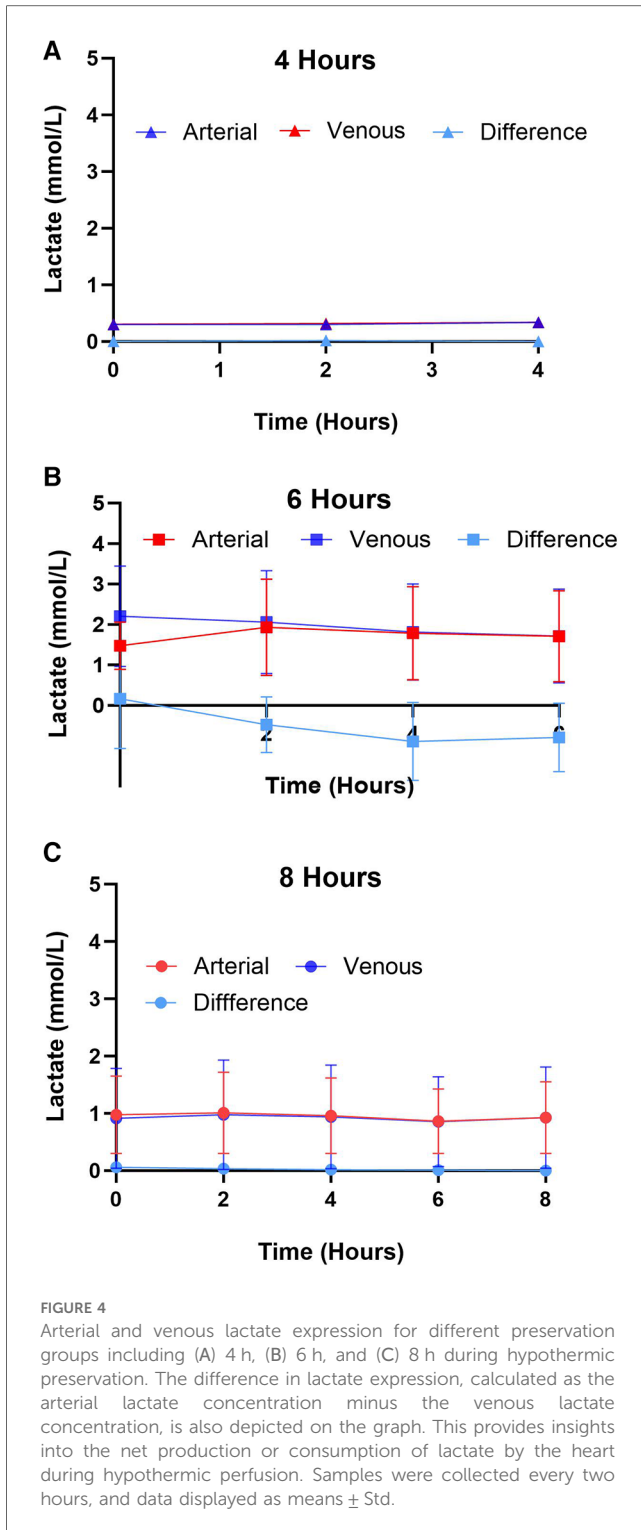 A
4 Hours
Arterial Venous Difference
Lactate (mmol/L)
5
4
3
2
1
0
0 1 2 3 4
Time (Hours)
B
6 Hours
Arterial Venous Difference
Lactate (mmol/L)
5
4
3
2
1
0
2 4 6
Time (Hours)
C
8 Hours
Arterial Venous
Diffference
Lactate (mmol/L)
5
4
3
2
1
0
0 2 4 6 8
Time (Hours)
FIGURE 4
Arterial and venous lactate expression for different preservation
groups including (A) 4 h, (B) 6 h, and (C) 8 h during hypothermic
preservation. The difference in lactate expression, calculated as the
arterial lactate concentration minus the venous lactate
concentration, is also depicted on the graph. This provides insights
into the net production or consumption of lactate by the heart
during hypothermic perfusion. Samples were collected every two
hours, and data displayed as means ± Std.